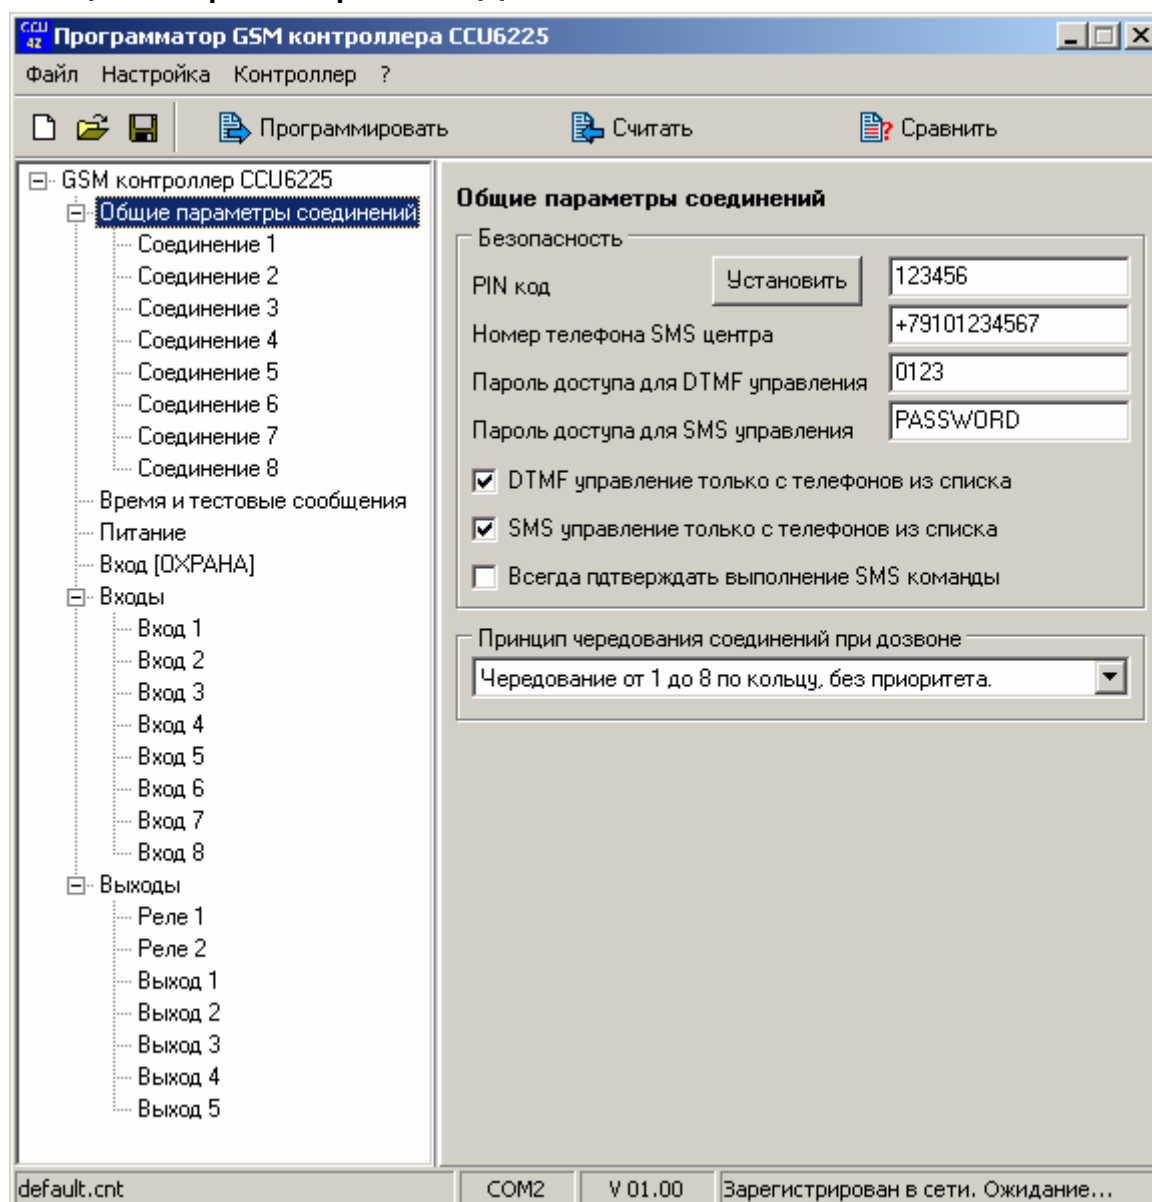 CCU
4Z
Программатор GSM контроллера CCU6225
Файл Настройка Контроллер ?
Программировать Считать Сравнить
GSM контроллер CCU6225
Общие параметры соединений
Соединение 1
Соединение 2
Соединение 3
Соединение 4
Соединение 5
Соединение 6
Соединение 7
Соединение 8
Время и тестовые сообщения
Питание
Вход [ОХРАНА]
Входы
Вход 1
Вход 2
Вход 3
Вход 4
Вход 5
Вход 6
Вход 7
Вход 8
Выходы
Реле 1
Реле 2
Выход 1
Выход 2
Выход 3
Выход 4
Выход 5
Общие параметры соединений
Безопасность
PIN код Установить 123456
Номер телефона SMS центра +79101234567
Пароль доступа для DTMF управления 0123
Пароль доступа для SMS управления PASSWORD
DTMF управление только с телефонов из списка
SMS управление только с телефонов из списка
Всегда пдтверждать выполнение SMS команды
Принцип чередования соединений при дозвоне
Чередование от 1 до 8 по кольцу, без приоритета.
default.cnt COM2 V 01.00 Зарегистрирован в сети. Ожидание...